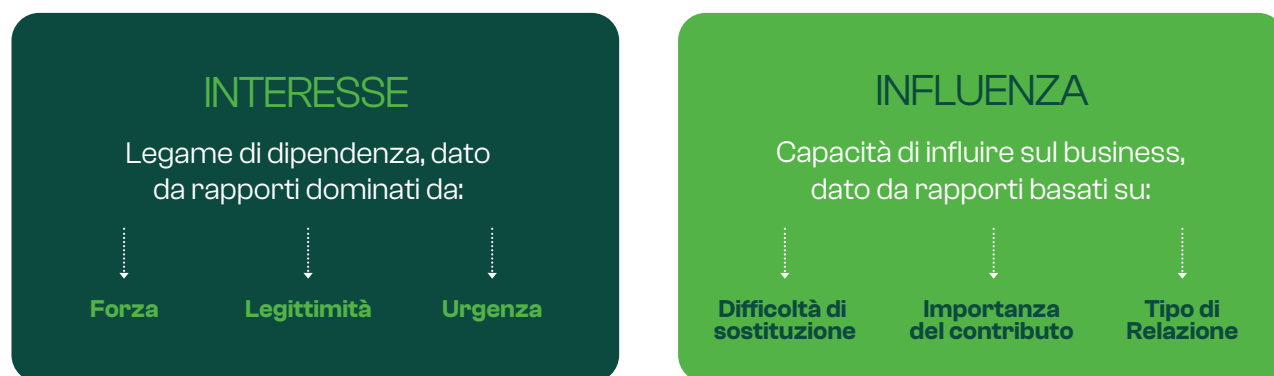 INTERESSE
Legame di dipendenza, dato
da rapporti dominati da:
Forza
Legittimità
Urgenza
INFLUENZA
Capacità di influire sul business,
dato da rapporti basati su:
Difficoltà di
sostituzione
Importanza
del contributo
Tipo di
Relazione